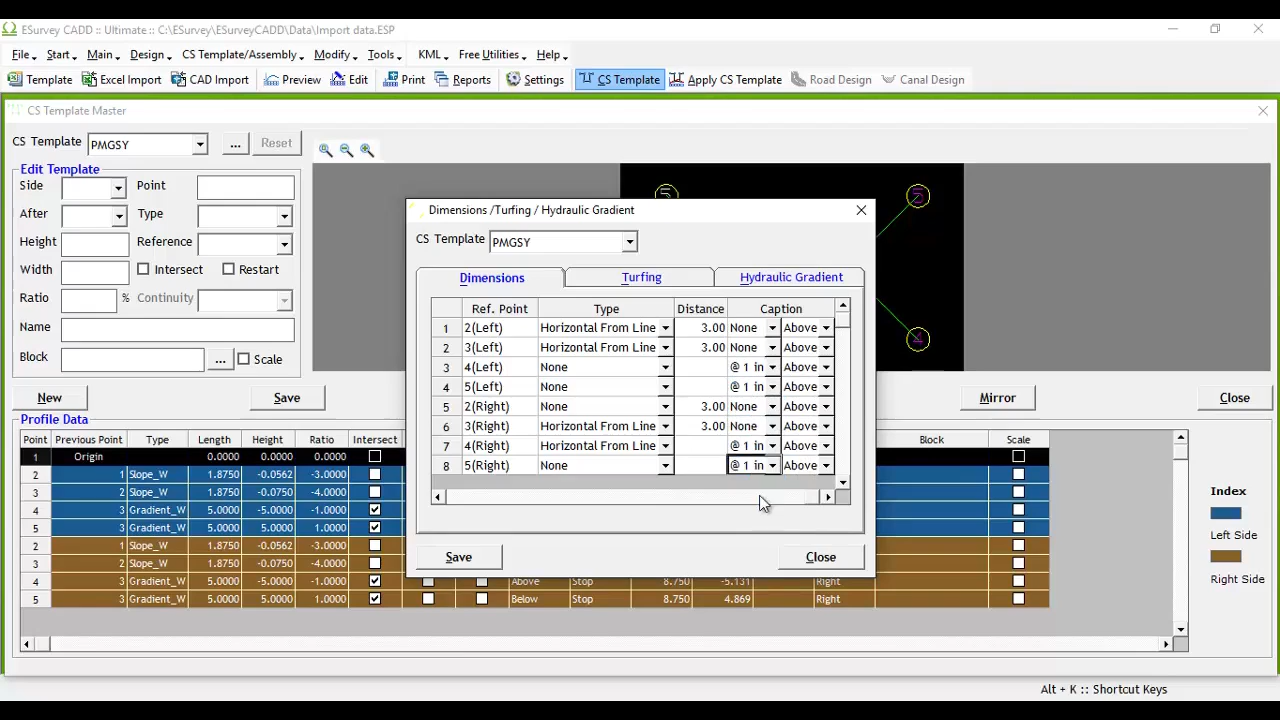 ESurvey CADD :: Ultimate :: C:\ESurvey\ESurveyCADD\Data\Import data.ESP
File Start Main Design CS Template/Assembly Modify Tools KML Free Utilities Help
Template Excel Import CAD Import Preview Edit Print Reports Settings CS Template Apply CS Template Road Design Canal Design
CS Template Master
CS Template PMGSY ... Reset
Edit Template
Side Point
After Type
Height Reference
Width Intersect Restart
Ratio % Continuity
Name
Block ... Scale
New Save Mirror Close
Dimensions /Turfing / Hydraulic Gradient
CS Template PMGSY
Dimensions Turfing Hydraulic Gradient
Ref. Point Type Distance Caption
1 2(Left) Horizontal From Line 3.00 None Above
2 3(Left) Horizontal From Line 3.00 None Above
3 4(Left) None @ 1 in Above
4 5(Left) None @ 1 in Above
5 2(Right) None 3.00 None Above
6 3(Right) Horizontal From Line 3.00 None Above
7 4(Right) Horizontal From Line @ 1 in Above
8 5(Right) None @ 1 in Above
Save Close
4
Profile Data
Point Previous Point Type Length Height Ratio Intersect Block Scale
1 Origin 0.0000 0.0000 0.0000
2 1 Slope_W 1.8750 -0.0562 -3.0000
3 2 Slope_W 1.8750 -0.0750 -4.0000
4 3 Gradient_W 5.0000 -5.0000 -1.0000
5 3 Gradient_W 5.0000 5.0000 1.0000
2 1 Slope_W 1.8750 -0.0562 -3.0000
3 2 Slope_W 1.8750 -0.0750 -4.0000
4 3 Gradient_W 5.0000 -5.0000 -1.0000 Above Stop 8.750 -5.131 Right
5 3 Gradient_W 5.0000 5.0000 1.0000 Below Stop 8.750 4.869 Right
Index
Left Side
Right Side
Alt + K :: Shortcut Keys